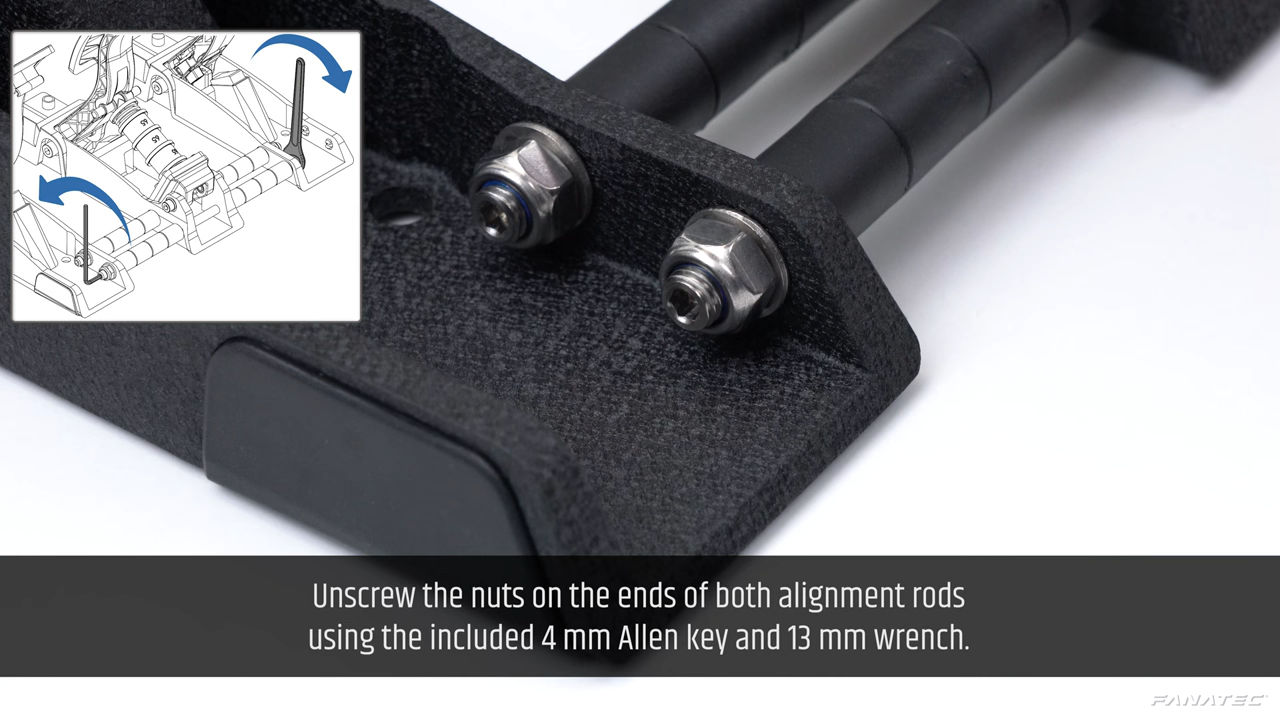 Unscrew the nuts on the ends of both alignment rods
using the included 4 mm Allen key and 13 mm wrench.
FANATEC